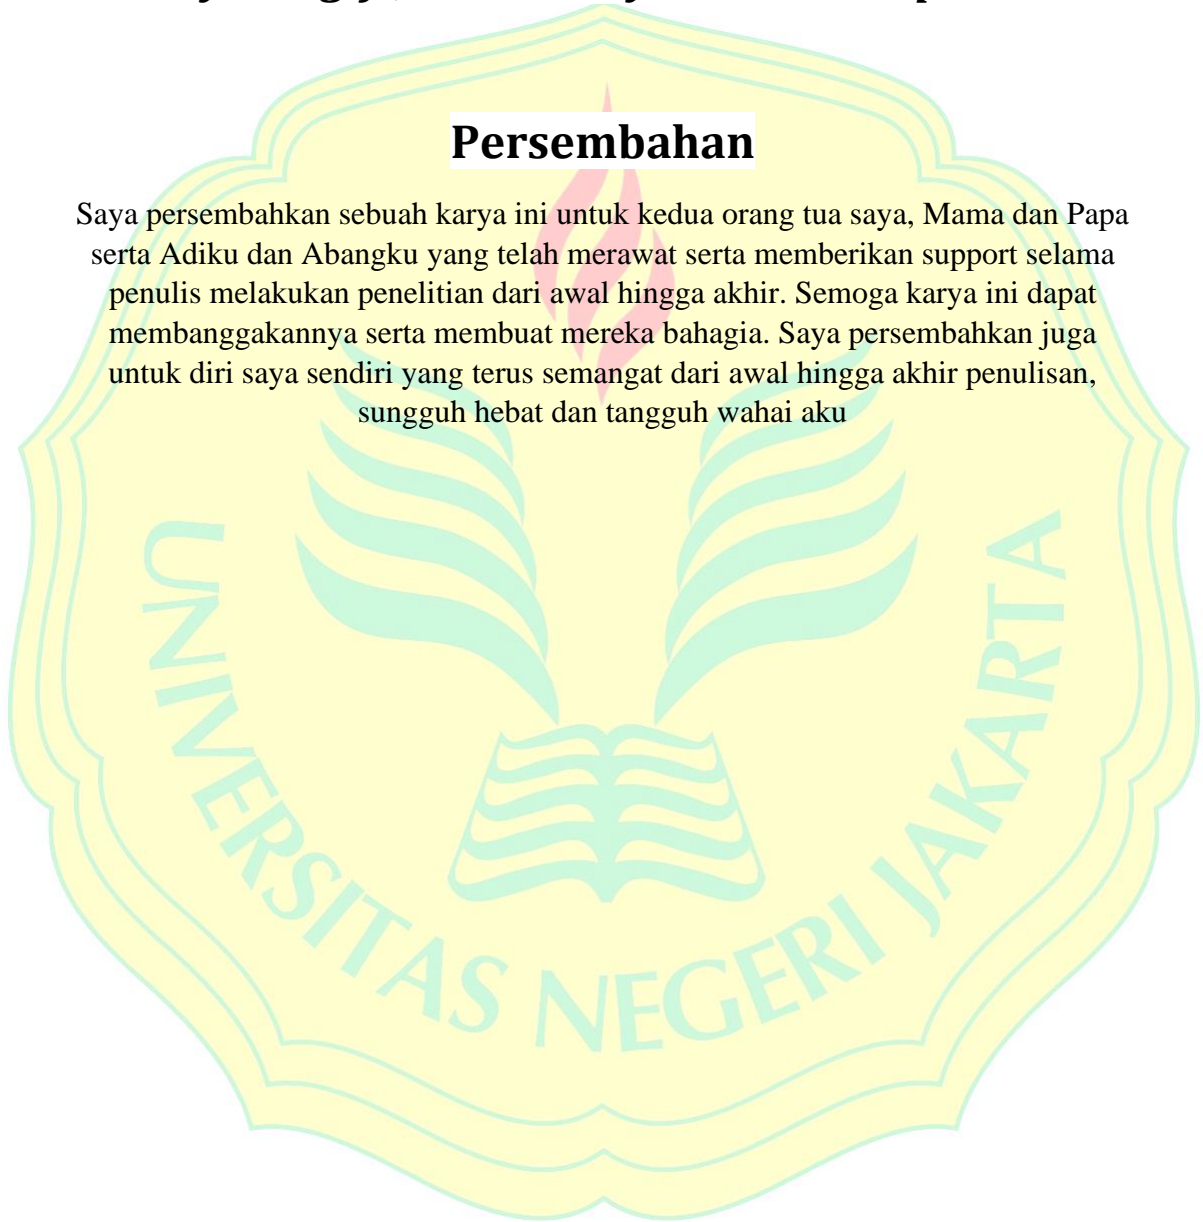 Persembahan
Saya persembahkan sebuah karya ini untuk kedua orang tua saya, Mama dan Papa
serta Adiku dan Abangku yang telah merawat serta memberikan support selama
penulis melakukan penelitian dari awal hingga akhir. Semoga karya ini dapat
membanggakannya serta membuat mereka bahagia. Saya persembahkan juga
untuk diri saya sendiri yang terus semangat dari awal hingga akhir penulisan,
sungguh hebat dan tangguh wahai aku
UNIVERSITAS NEGERI JAKARTA